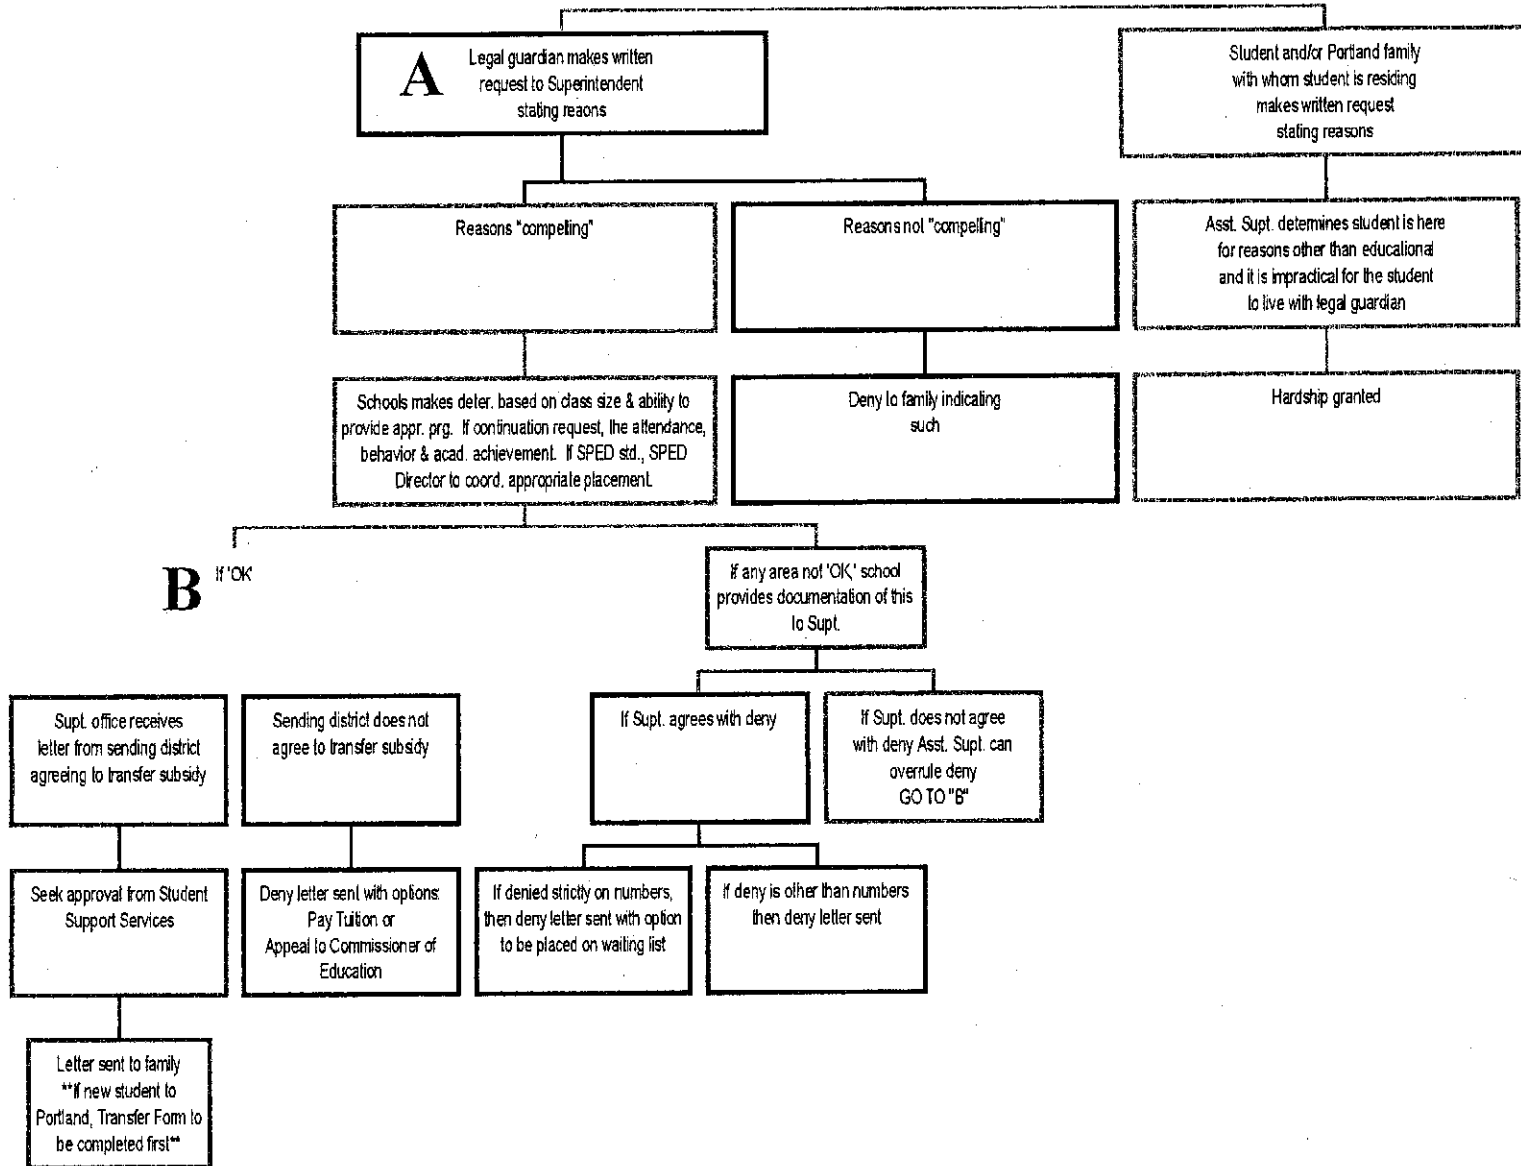 A
Legal guardian makes written
request to Superintendent
stating reaons
Student and/or Portland family
with whom student is residing
makes written request
stating reasons
Reasons "compelling"
Reasons not "compelling"
Asst. Supt. determines student is here
for reasons other than educational
and it is impractical for the student
to live with legal guardian
Schools makes deter. based on class size & ability to
provide appr. prg. If continuation request, the attendance,
behavior & acad. achievement. If SPED std., SPED
Director to coord. appropriate placement.
Deny to family indicating
such
Hardship granted
B
If 'OK'
If any area not 'OK,' school
provides documentation of this
to Supt.
Supt. office receives
letter from sending district
agreeing to transfer subsidy
Sending district does not
agree to transfer subsidy
If Supt. agrees with deny
If Supt. does not agree
with deny Asst. Supt. can
overrule deny
GO TO "B"
Seek approval from Student
Support Services
Deny letter sent with options:
Pay Tuition or
Appeal to Commissioner of
Education
If denied strictly on numbers,
then deny letter sent with option
to be placed on waiting list
If deny is other than numbers
then deny letter sent
Letter sent to family
**If new student to
Portland, Transfer Form to
be completed first**